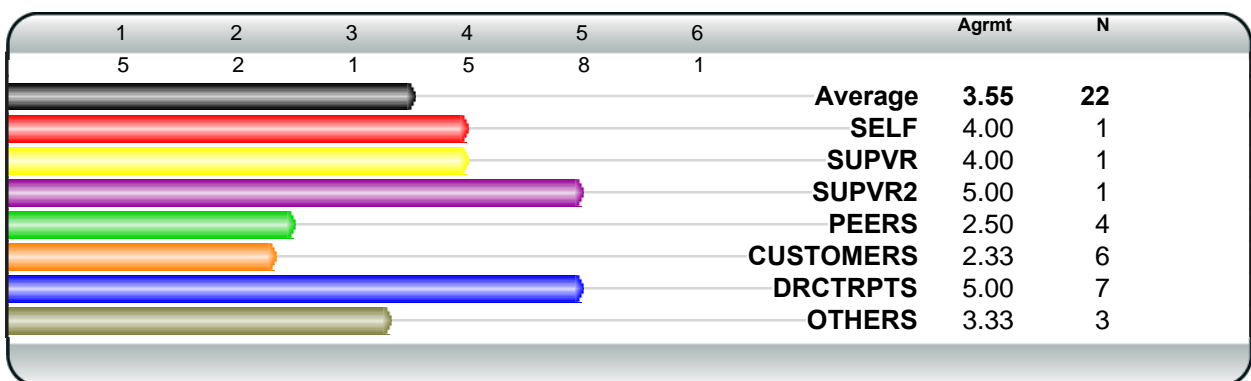 1 2 3 4 5 6 Agrmt N
5 2 1 5 8 1
Average 3.55 22
SELF 4.00 1
SUPVR 4.00 1
SUPVR2 5.00 1
PEERS 2.50 4
CUSTOMERS 2.33 6
DRCTRPTS 5.00 7
OTHERS 3.33 3